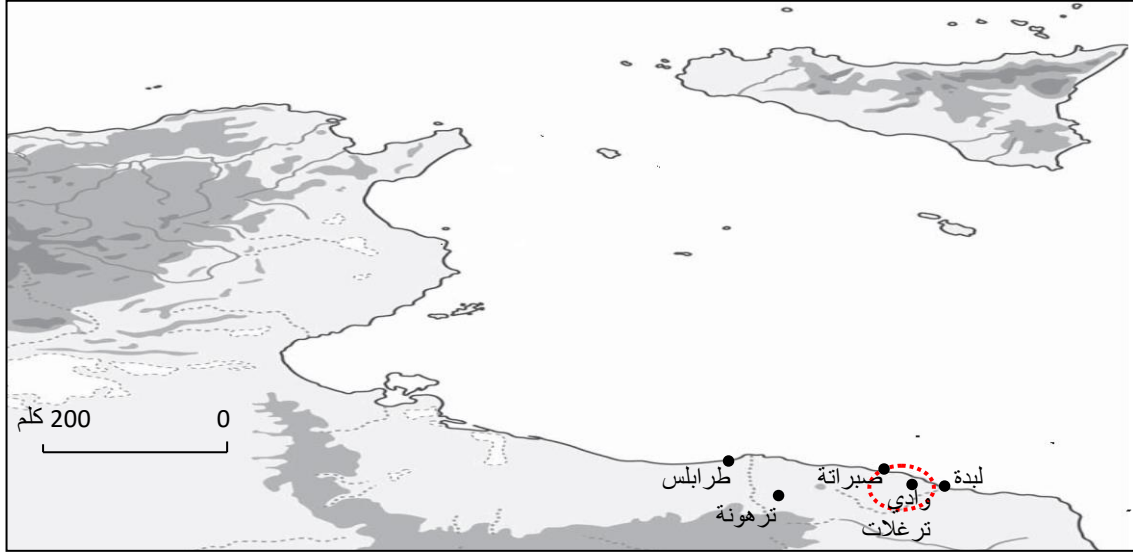 200 كلم
0
طرابلس
صبراتة
لبدة
وادي
ترغلات
ترهونة